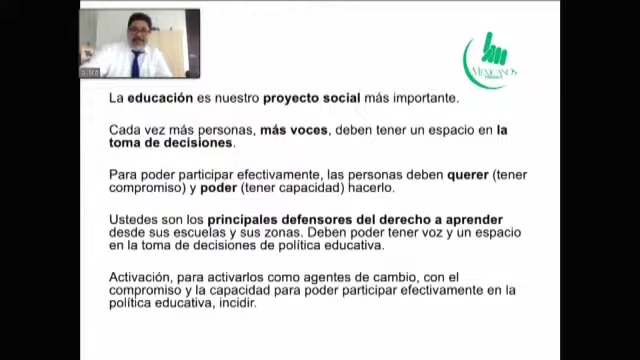 MEXICANOS
La educación es nuestro proyecto social más importante.
Cada vez más personas, más voces, deben tener un espacio en la
toma de decisiones.
Para poder participar efectivamente, las personas deben querer (tener
compromiso) y poder (tener capacidad) hacerlo.
Ustedes son los principales defensores del derecho a aprender
desde sus escuelas y sus zonas. Deben poder tener voz y un espacio
en la toma de decisiones de política educativa.
Activación, para activarlos como agentes de cambio, con el
compromiso y la capacidad para poder participar efectivamente en la
política educativa, incidir.